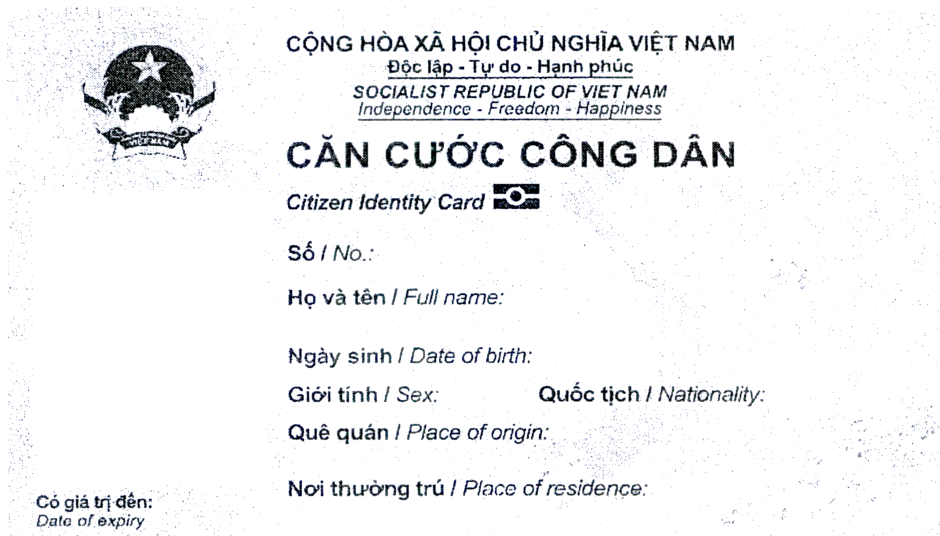 CỘNG HÒA XÃ HỘI CHỦ NGHĨA VIỆT NAM
Độc lập - Tự do - Hạnh phúc
SOCIALIST REPUBLIC OF VIET NAM
Independence - Freedom - Happiness
VIỆT NAM
CĂN CƯỚC CÔNG DÂN
Citizen Identity Card
Số / No.:
Họ và tên / Full name:
Ngày sinh / Date of birth:
Giới tính / Sex: Quốc tịch / Nationality:
Quê quán / Place of origin:
Nơi thường trú / Place of residence:
Có giá trị đến:
Date of expiry